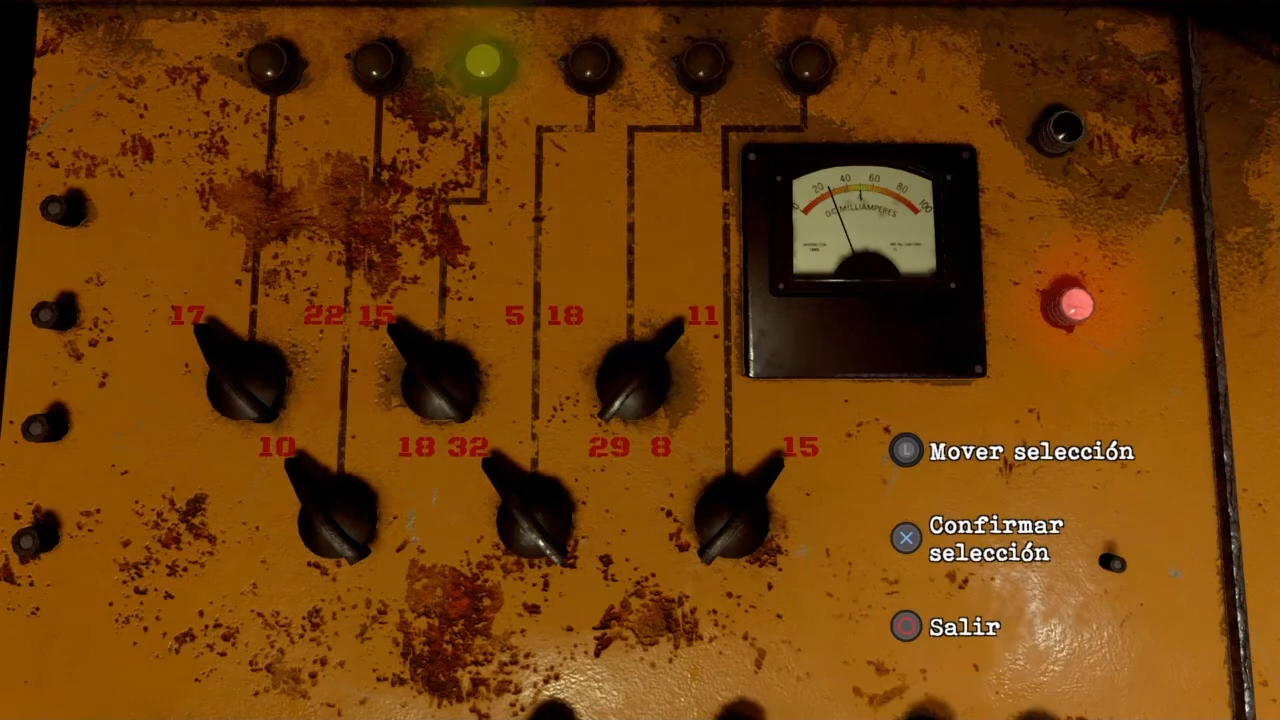 0 20 40 60 80 100
DC MILLIAMPERES
17 22 15 5 18 11
10 18 32 29 8 15
Mover selección
Confirmar
selección
Salir